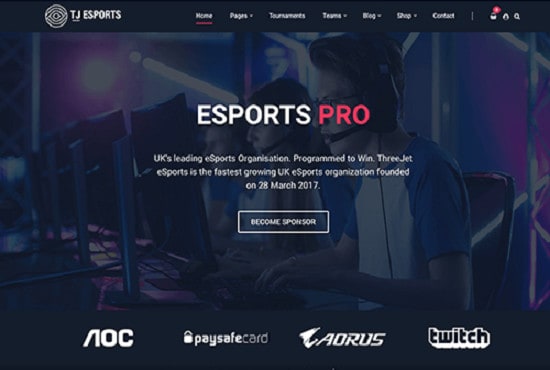 TJ ESPORTS
Home Pages Tournaments Teams Blog Shop Contact
ESPORTS PRO
UK's leading eSports Organisation. Programmed to Win. ThreeJet
eSports is the fastest growing UK eSports organization founded
on 28 March 2017.
BECOME SPONSOR
AOC paysafecard AORUS twitch